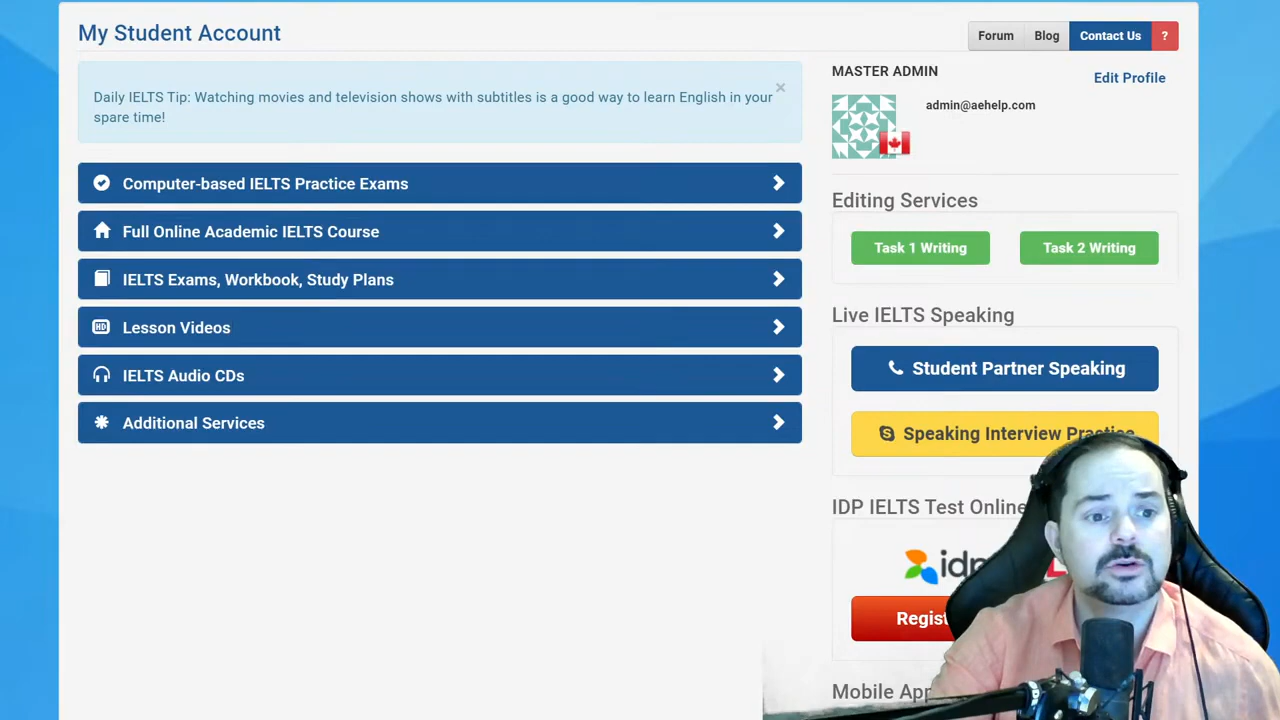 My Student Account
Forum
Blog
Contact Us
?
Daily IELTS Tip: Watching movies and television shows with subtitles is a good way to learn English in your
spare time!
×
Computer-based IELTS Practice Exams
Full Online Academic IELTS Course
IELTS Exams, Workbook, Study Plans
HD Lesson Videos
IELTS Audio CDs
Additional Services
MASTER ADMIN
Edit Profile
admin@aehelp.com
Editing Services
Task 1 Writing
Task 2 Writing
Live IELTS Speaking
Student Partner Speaking
Speaking Interview Practice
IDP IELTS Test Online
idp
Regist
Mobile App